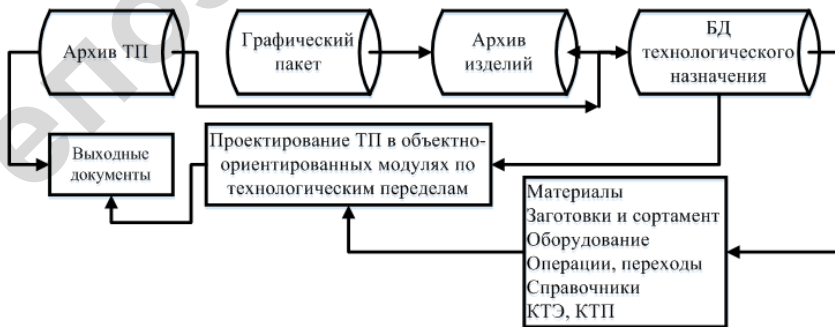 Архив ТП
Графический
пакет
Архив
изделий
БД
технологического
назначения
Выходные
документы
Проектирование ТП в объектно-
ориентированных модулях по
технологическим переделам
Материалы
Заготовки и сортамент
Оборудование
Операции, переходы
Справочники
КТЭ, КТП